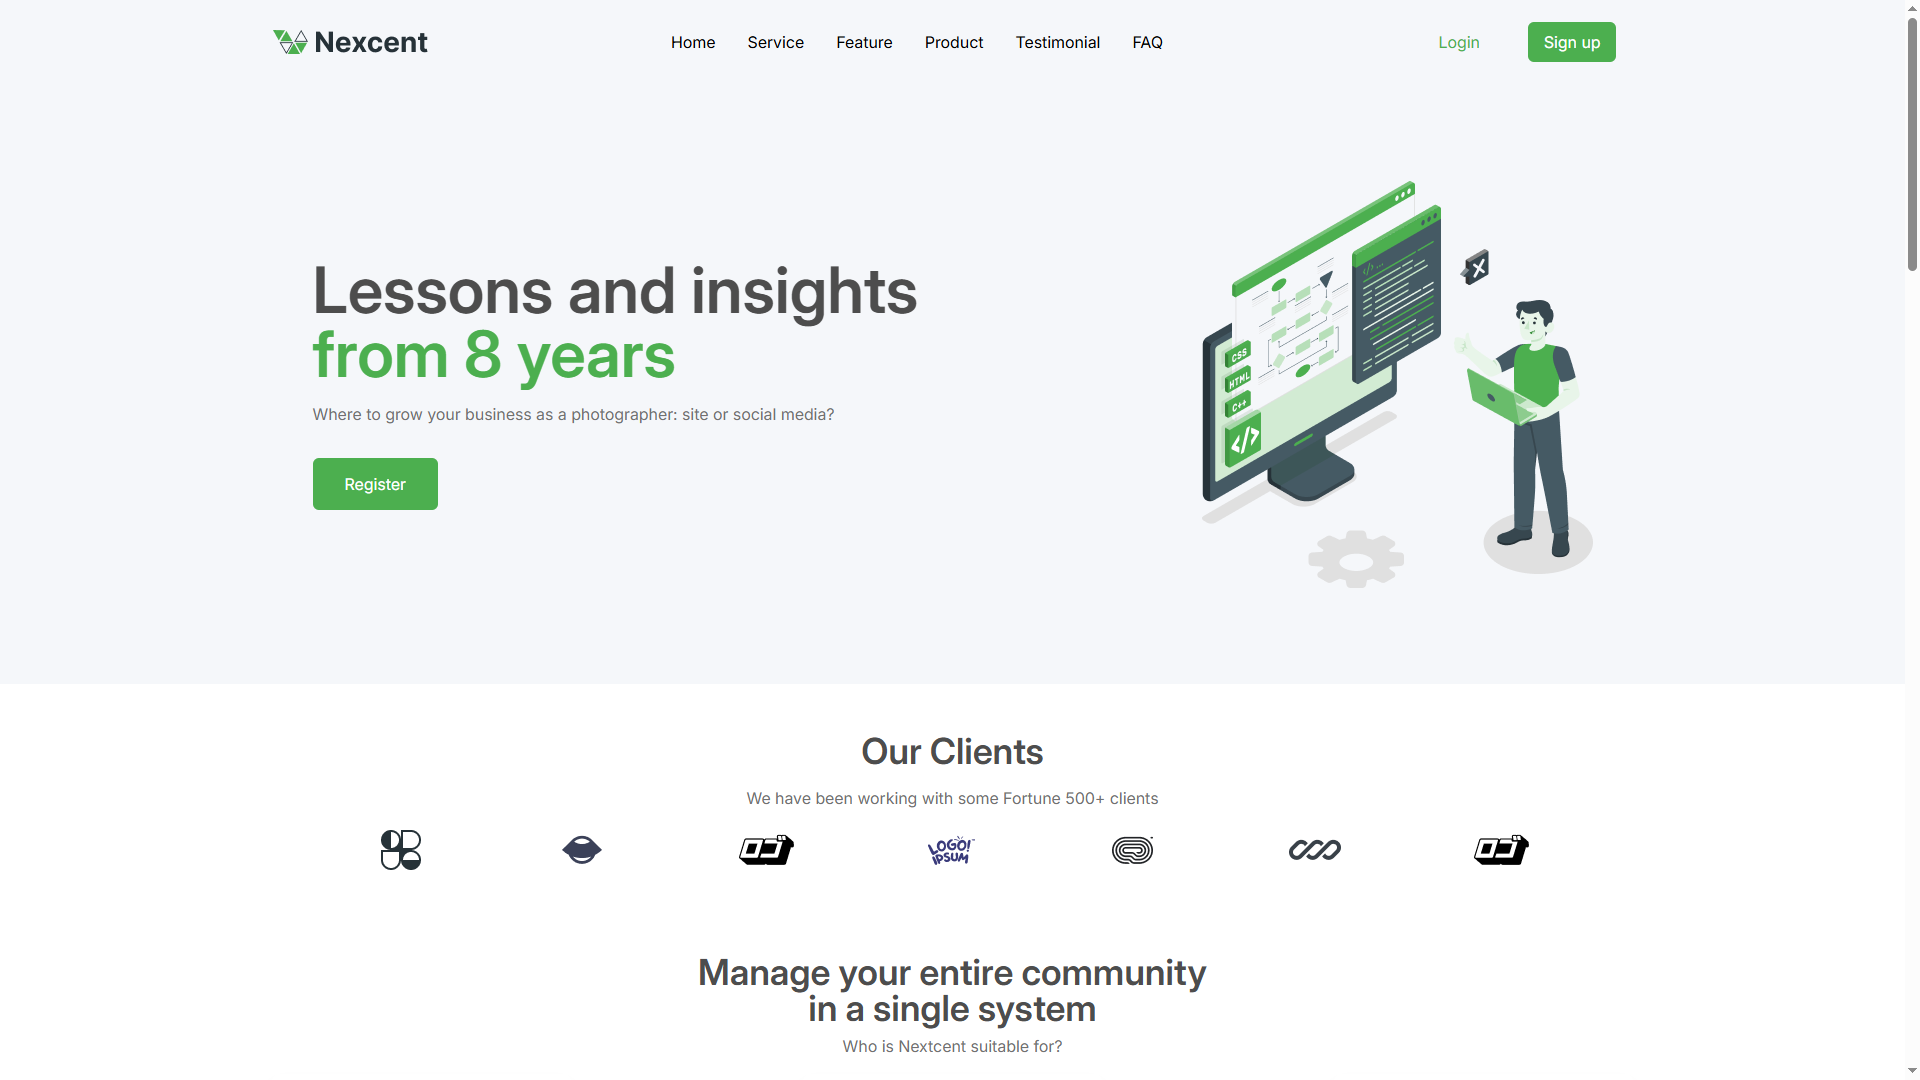 Nexcent
Home
Service
Feature
Product
Testimonial
FAQ
Login
Sign up
Lessons and insights
from 8 years
Where to grow your business as a photographer: site or social media?
Register
CSS
HTML
C++
</>
</>
X
Our Clients
We have been working with some Fortune 500+ clients
LOGO!
IPSUM
Manage your entire community
in a single system
Who is Nextcent suitable for?